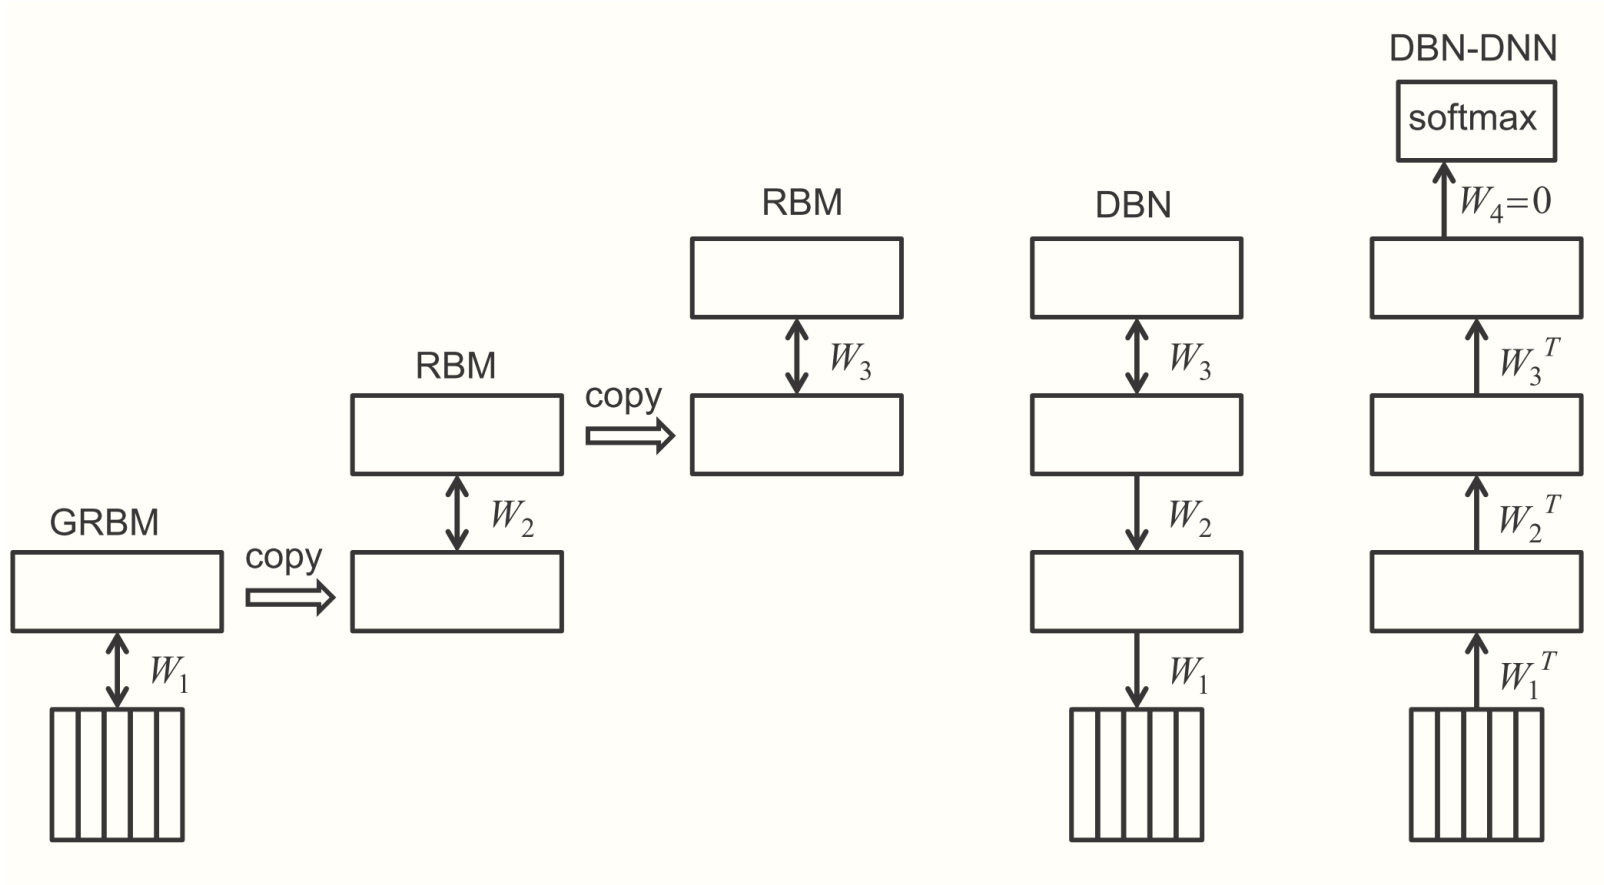 DBN-DNN
softmax
W₄=0
RBM
DBN
W₃
W₃
W₃ᵀ
RBM
copy
W₂
W₂
W₂ᵀ
GRBM
copy
W₁
W₁
W₁ᵀ